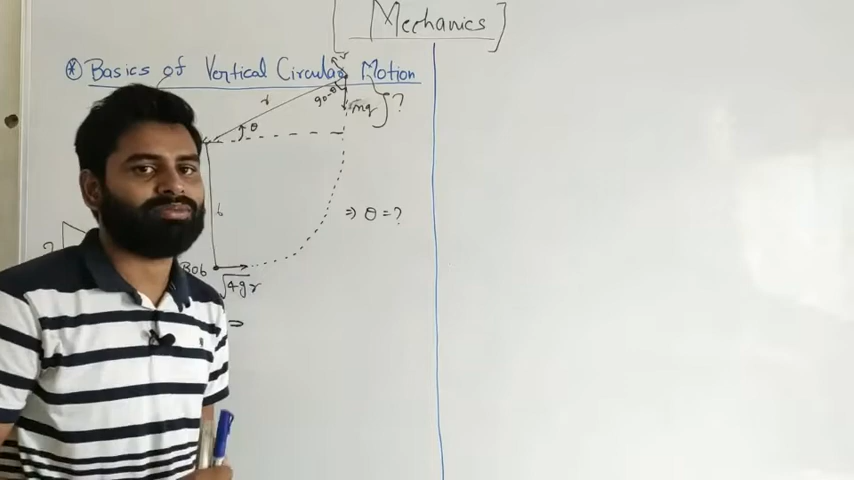 [Mechanics]
* Basics of Vertical Circular Motion
r
90-θ
mg
?
θ
⇒ θ = ?
Bob
√4gr
⇒